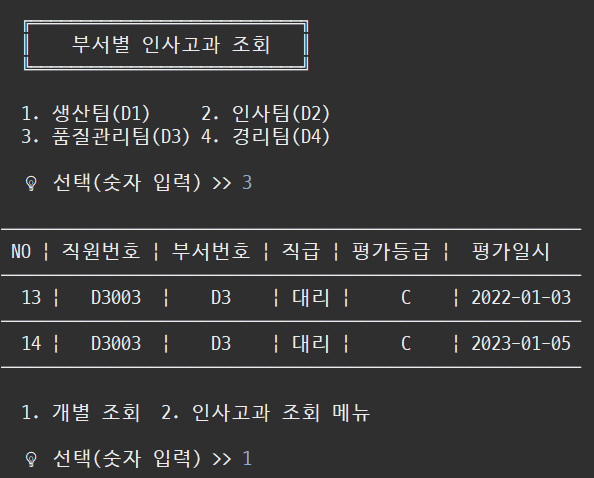 부서별 인사고과 조회
1. 생산팀(D1) 2. 인사팀(D2)
3. 품질관리팀(D3) 4. 경리팀(D4)
💡 선택(숫자 입력) >> 3
NO ¦ 직원번호 ¦ 부서번호 ¦ 직급 ¦ 평가등급 ¦ 평가일시
13 ¦ D3003 ¦ D3 ¦ 대리 ¦ C ¦ 2022-01-03
14 ¦ D3003 ¦ D3 ¦ 대리 ¦ C ¦ 2023-01-05
1. 개별 조회 2. 인사고과 조회 메뉴
💡 선택(숫자 입력) >> 1